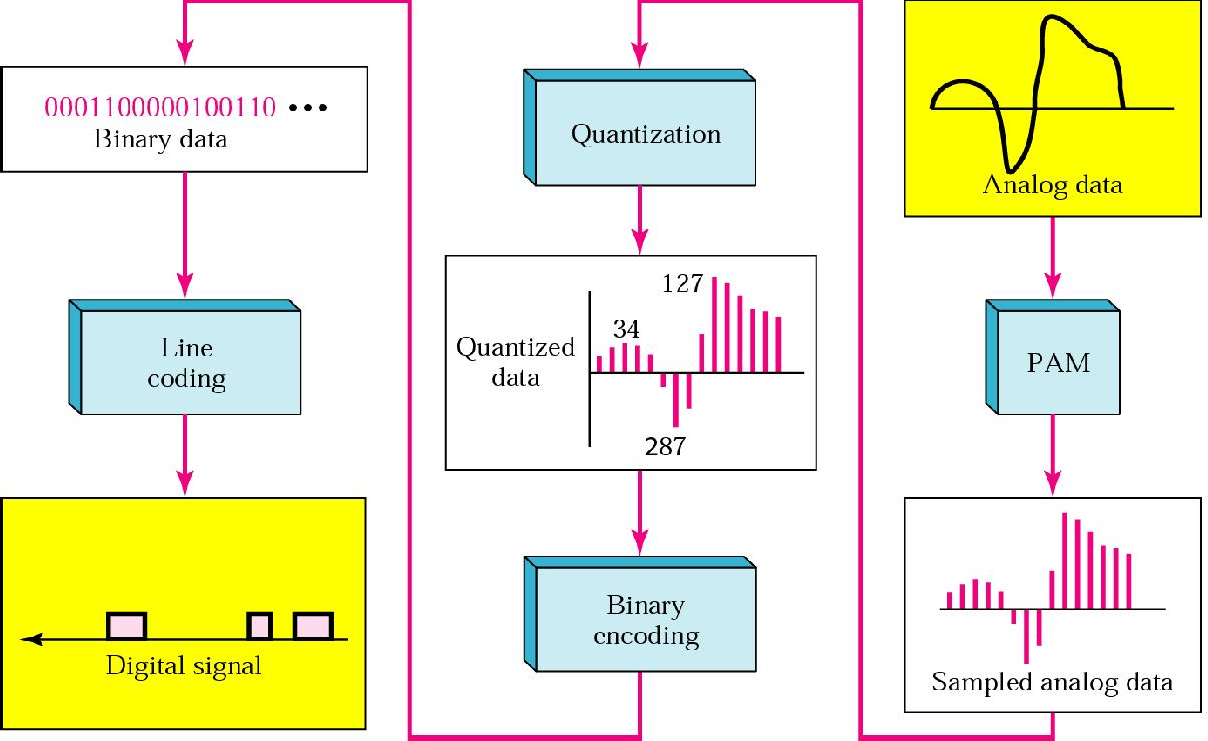 0001100000100110 •••
Binary data
Line
coding
Digital signal
Quantization
127
34
Quantized
data
287
Binary
encoding
Analog data
PAM
Sampled analog data